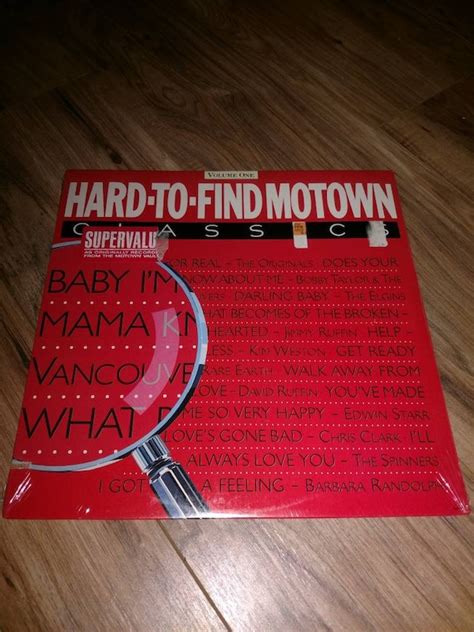 VOLUME ONE
HARD-TO-FIND MOTOWN
CLASSICS
SUPERVALU
AS ORIGINALLY RECORDED
FROM THE MOTOWN VAULT
FOR REAL – THE ORIGINALS DOES YOUR
BABY I'M KNOW ABOUT ME – BOBBY TAYLOR & THE
DARLING BABY – THE ELGINS
MAMA KN WHAT BECOMES OF THE BROKEN-
HEARTED – JIMMY RUFFIN HELP-
LESS – KIM WESTON GET READY
VANCOUVE RARE EARTH WALK AWAY FROM
LOVE – DAVID RUFFIN YOU'VE MADE
WHAT ME SO VERY HAPPY – EDWIN STARR
LOVE'S GONE BAD – CHRIS CLARK I'LL
ALWAYS LOVE YOU – THE SPINNERS
I GOT A FEELING – BARBARA RANDOLPH